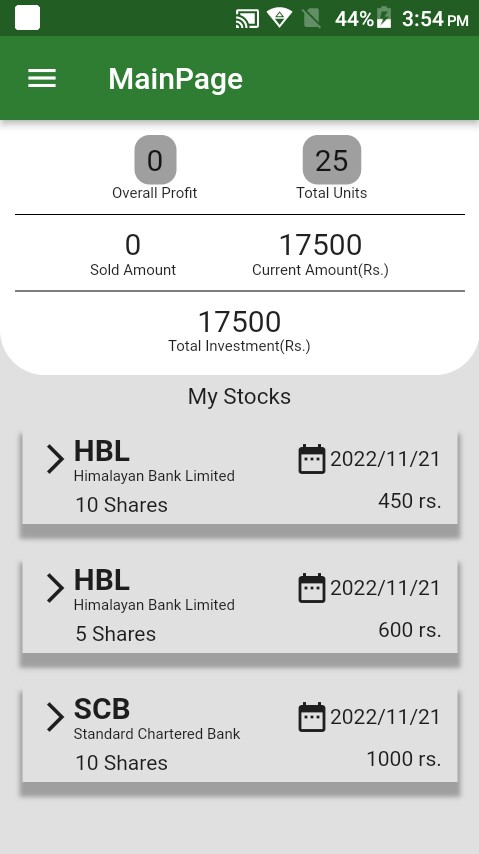 44% 3:54 PM
MainPage
0 25
Overall Profit Total Units
0 17500
Sold Amount Current Amount(Rs.)
17500
Total Investment(Rs.)
My Stocks
HBL 2022/11/21
Himalayan Bank Limited
10 Shares 450 rs.
HBL 2022/11/21
Himalayan Bank Limited
5 Shares 600 rs.
SCB 2022/11/21
Standard Chartered Bank
10 Shares 1000 rs.